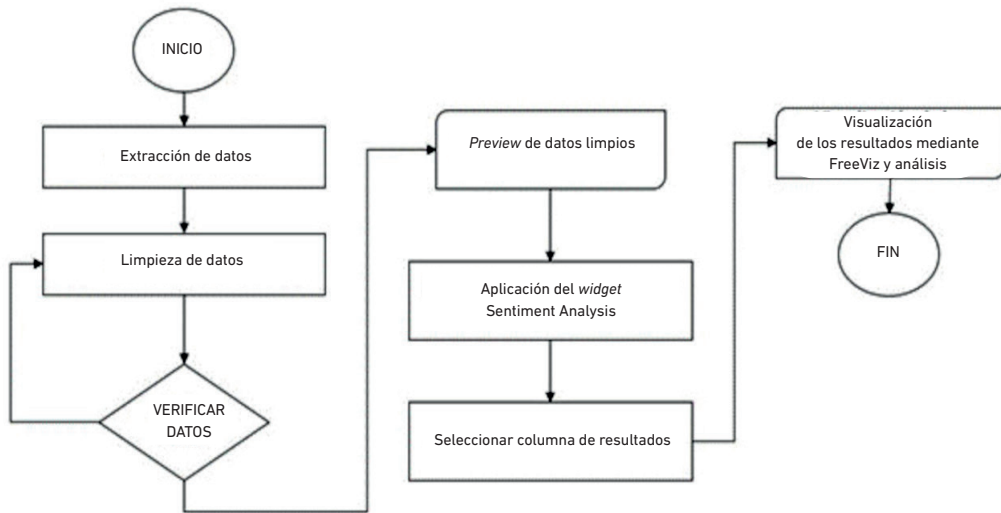 INICIO
Extracción de datos
Limpieza de datos
VERIFICAR
DATOS
Preview de datos limpios
Aplicación del widget
Sentiment Analysis
Seleccionar columna de resultados
Visualización
de los resultados mediante
FreeViz y análisis
FIN